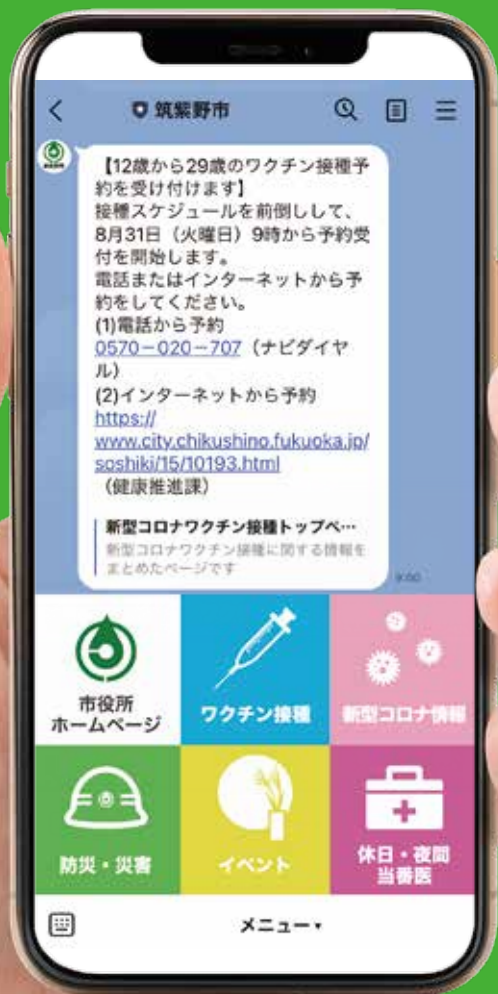 筑紫野市
【12歳から29歳のワクチン接種予
約を受け付けます】
接種スケジュールを前倒しして、
8月31日（火曜日）9時から予約受
付を開始します。
電話またはインターネットから予
約をしてください。
(1)電話から予約
0570－020－707（ナビダイヤ
ル）
(2)インターネットから予約
https://
www.city.chikushino.fukuoka.jp/
soshiki/15/10193.html
（健康推進課）
新型コロナワクチン接種トップペ…
新型コロナワクチン接種に関する情報を
まとめたページです
9:00
市役所
ホームページ
ワクチン接種
新型コロナ情報
防災・災害
イベント
休日・夜間
当番医
メニュー▼